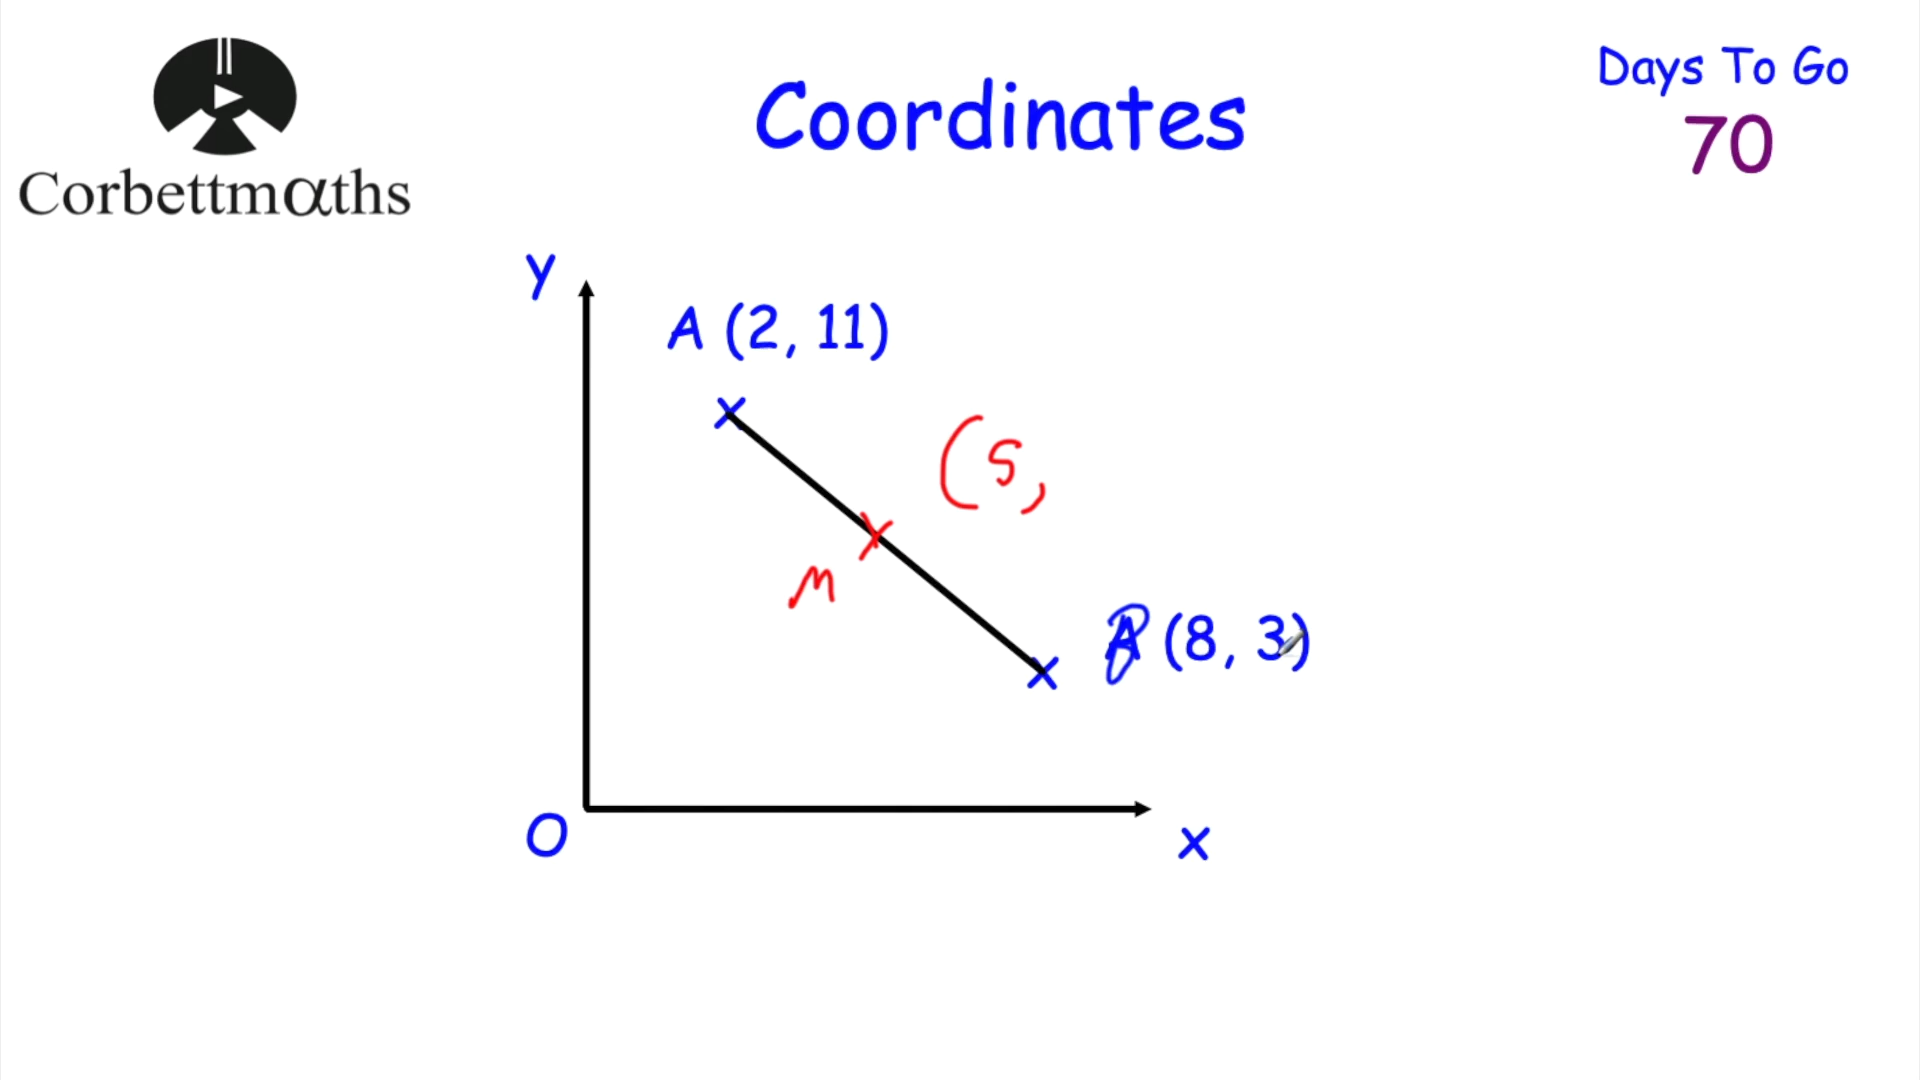 Corbettmαths
Coordinates
Days To Go
70
y
A (2, 11)
(5,
M
B (8, 3)
O
x